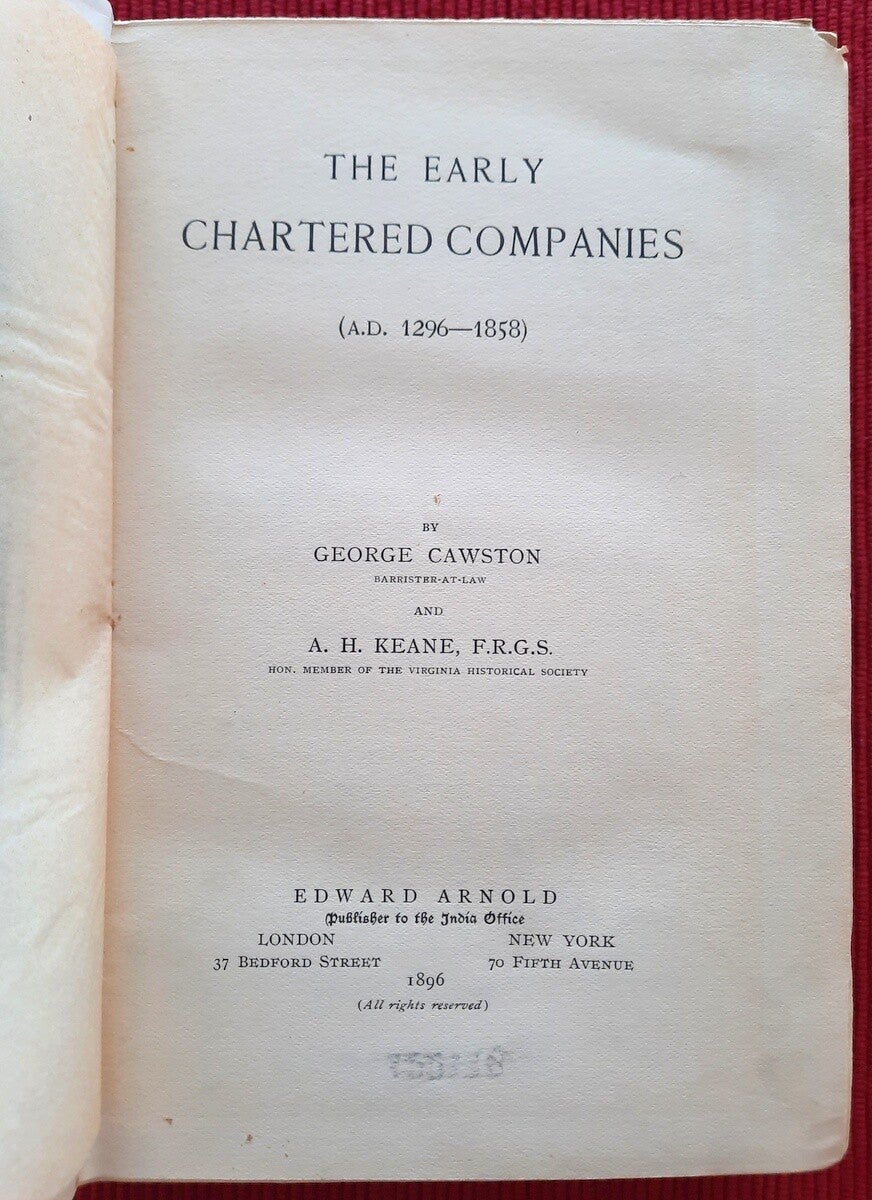 THE EARLY
CHARTERED COMPANIES
(A.D. 1296—1858)
BY
GEORGE CAWSTON
BARRISTER-AT-LAW
AND
A. H. KEANE, F.R.G.S.
HON. MEMBER OF THE VIRGINIA HISTORICAL SOCIETY
EDWARD ARNOLD
Publisher to the India Office
LONDON NEW YORK
37 BEDFORD STREET 70 FIFTH AVENUE
1896
(All rights reserved)